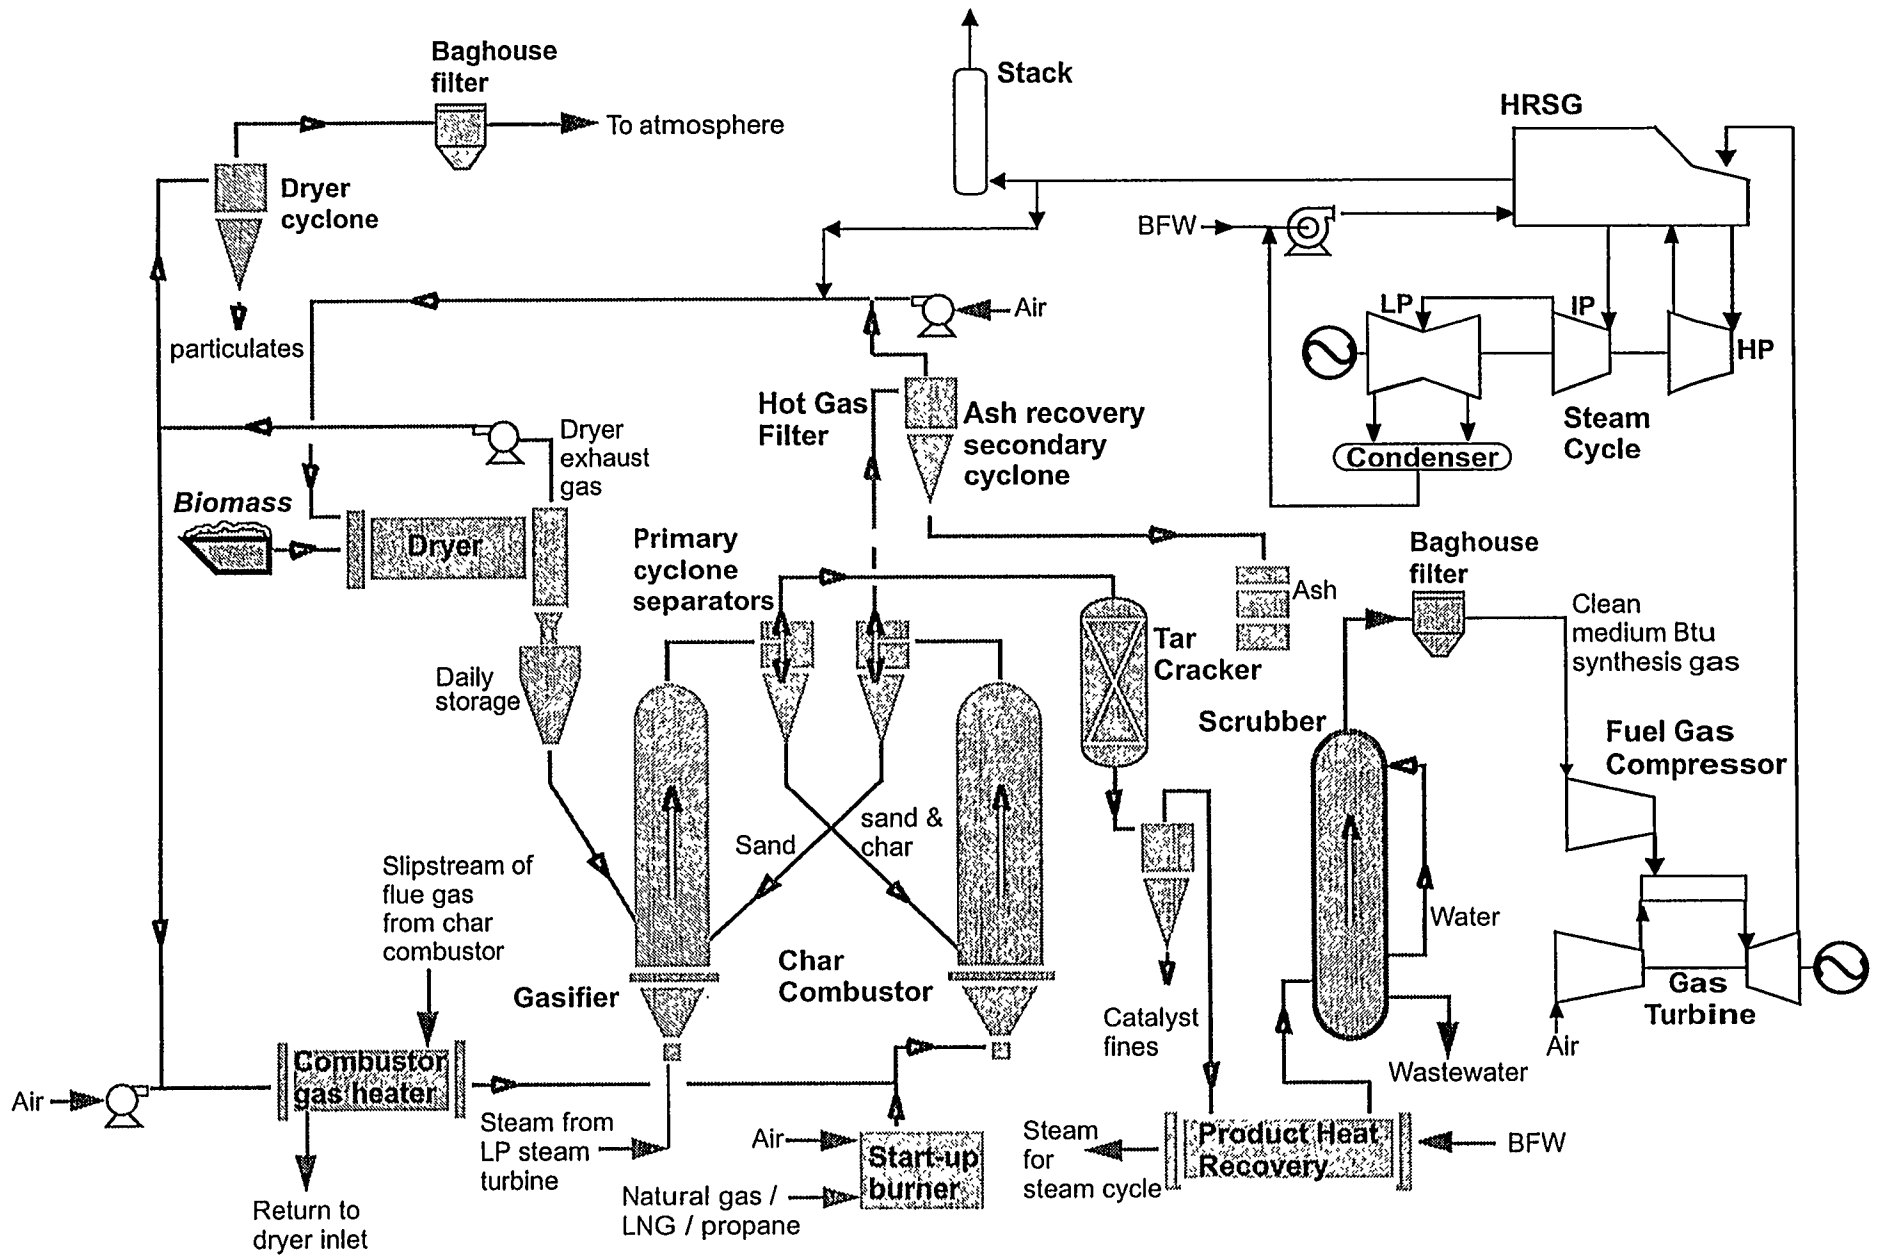 Baghouse
filter
To atmosphere
Stack
HRSG
Dryer
cyclone
BFW
particulates
Air
LP
IP
HP
Steam
Cycle
Condenser
Hot Gas
Filter
Ash recovery
secondary
cyclone
Dryer
exhaust
gas
Biomass
Dryer
Primary
cyclone
separators
Baghouse
filter
Ash
Clean
medium Btu
synthesis gas
Tar
Cracker
Daily
storage
Scrubber
Fuel Gas
Compressor
Sand
sand &
char
Slipstream of
flue gas
from char
combustor
Water
Char
Combustor
Gasifier
Gas
Turbine
Catalyst
fines
Air
Wastewater
Combustor
gas heater
Air
Steam from
LP steam
turbine
Air
Start-up
burner
Natural gas /
LNG / propane
Steam
for
steam cycle
Product Heat
Recovery
BFW
Return to
dryer inlet